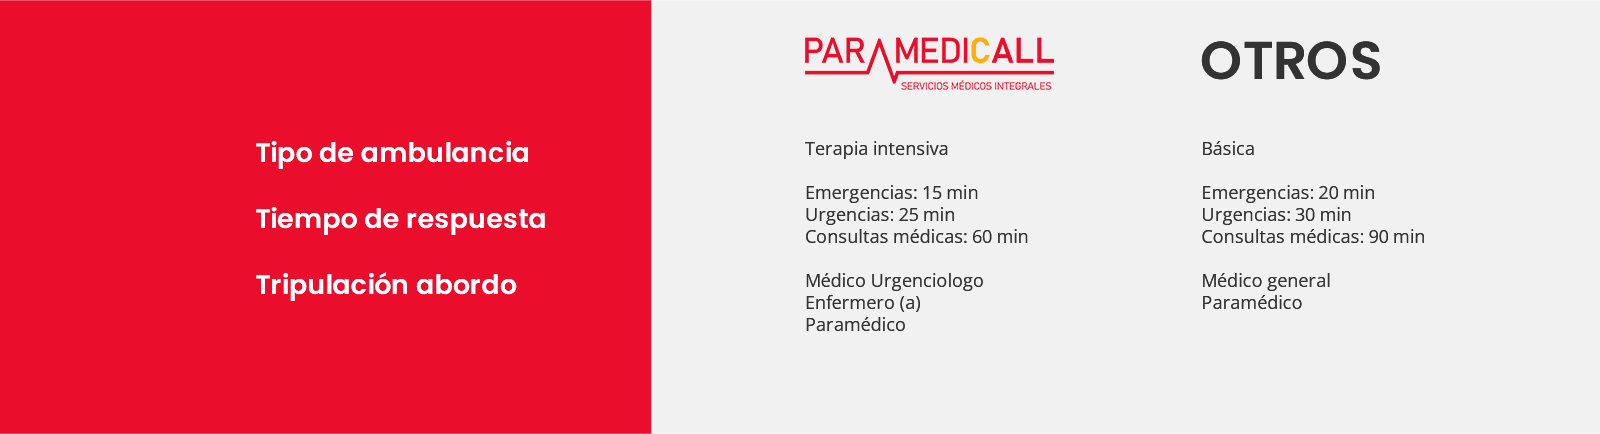 PARAMEDICALL
SERVICIOS MÉDICOS INTEGRALES
OTROS
Tipo de ambulancia
Terapia intensiva
Básica
Tiempo de respuesta
Emergencias: 15 min
Urgencias: 25 min
Consultas médicas: 60 min
Emergencias: 20 min
Urgencias: 30 min
Consultas médicas: 90 min
Tripulación abordo
Médico Urgenciologo
Enfermero (a)
Paramédico
Médico general
Paramédico